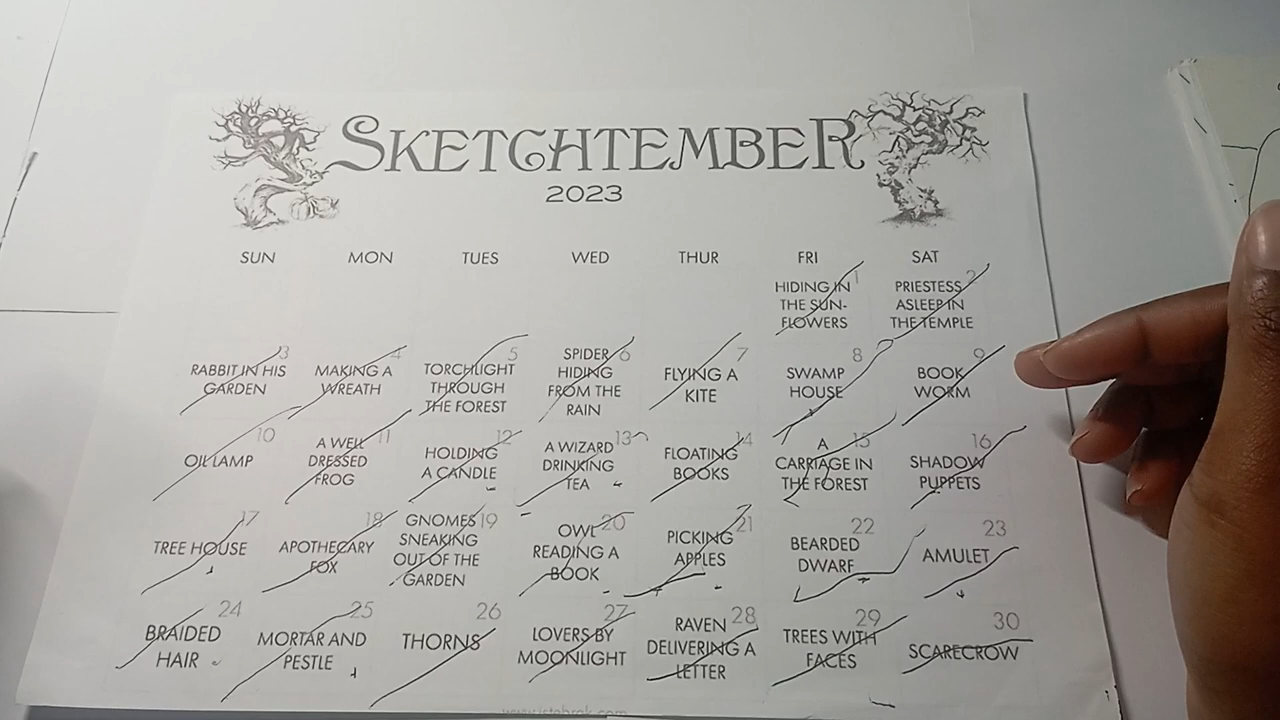 SKETCHTEMBER
2023
SUN MON TUES WED THUR FRI SAT
1
HIDING IN
THE SUN-
FLOWERS
2
PRIESTESS
ASLEEP IN
THE TEMPLE
3
RABBIT IN HIS
GARDEN
4
MAKING A
WREATH
5
TORCHLIGHT
THROUGH
THE FOREST
6
SPIDER
HIDING
FROM THE
RAIN
7
FLYING A
KITE
8
SWAMP
HOUSE
9
BOOK
WORM
10
OIL LAMP
11
A WELL
DRESSED
FROG
12
HOLDING
A CANDLE
13
A WIZARD
DRINKING
TEA
14
FLOATING
BOOKS
15
A
CARRIAGE IN
THE FOREST
16
SHADOW
PUPPETS
17
TREE HOUSE
18
APOTHECARY
FOX
19
GNOMES
SNEAKING
OUT OF THE
GARDEN
20
OWL
READING A
BOOK
21
PICKING
APPLES
22
BEARDED
DWARF
23
AMULET
24
BRAIDED
HAIR
25
MORTAR AND
PESTLE
26
THORNS
27
LOVERS BY
MOONLIGHT
28
RAVEN
DELIVERING A
LETTER
29
TREES WITH
FACES
30
SCARECROW